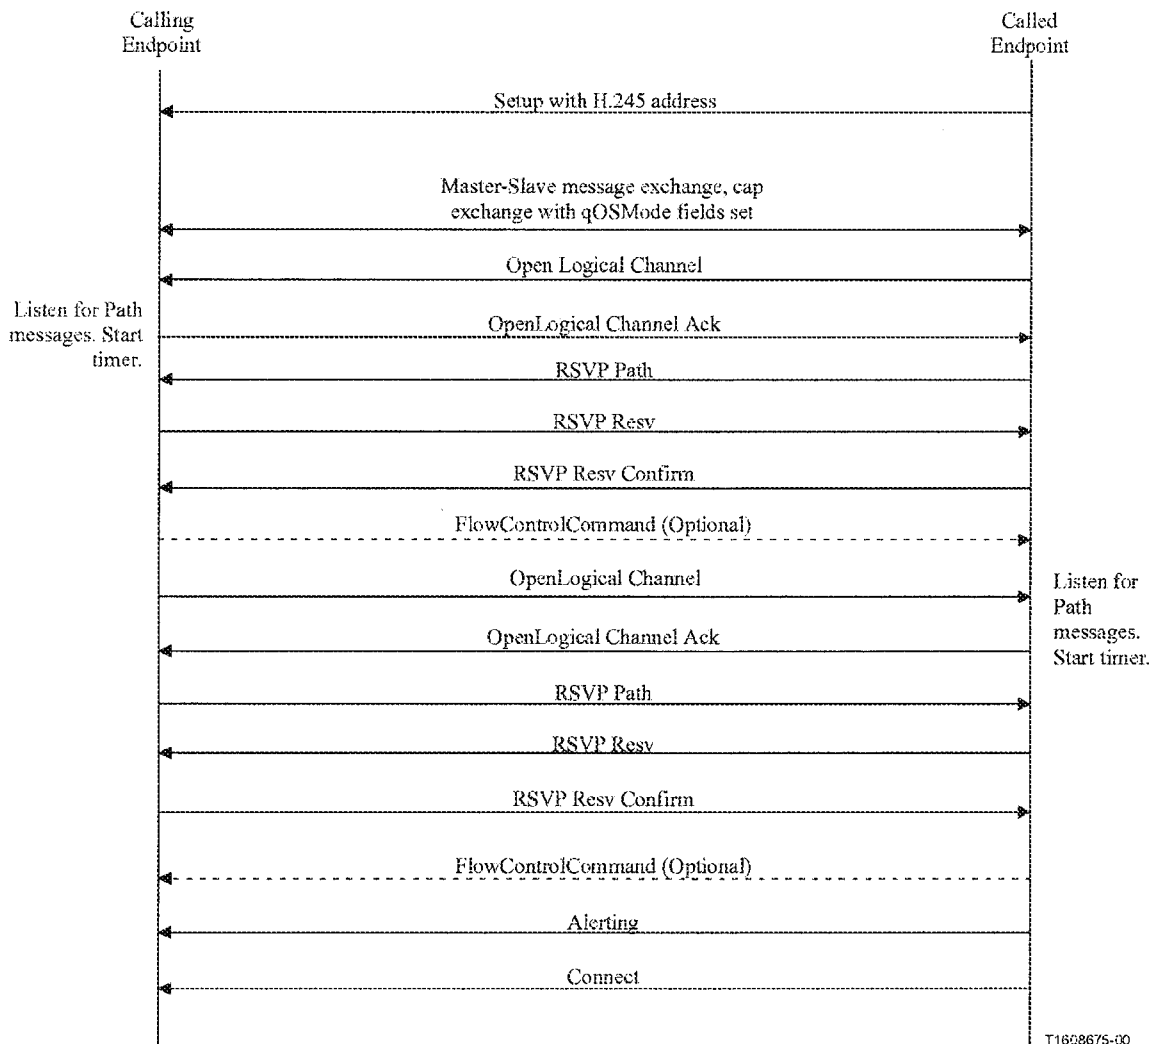 Calling
Endpoint
Called
Endpoint
Setup with H.245 address
Master-Slave message exchange, cap
exchange with qOSMode fields set
Open Logical Channel
Listen for Path
messages. Start
timer.
OpenLogical Channel Ack
RSVP Path
RSVP Resv
RSVP Resv Confirm
FlowControlCommand (Optional)
OpenLogical Channel
Listen for
Path
messages.
Start timer.
OpenLogical Channel Ack
RSVP Path
RSVP Resv
RSVP Resv Confirm
FlowControlCommand (Optional)
Alerting
Connect
T1608675-00